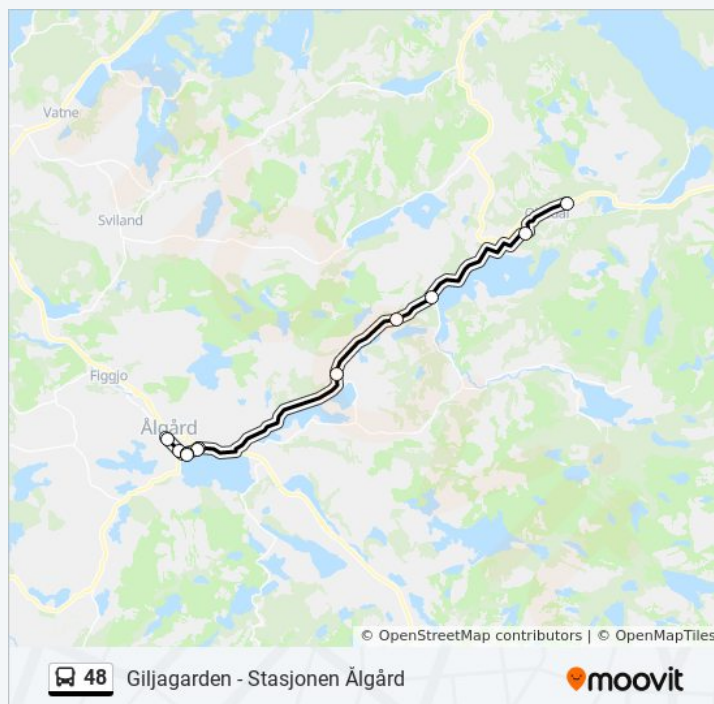 Vatne
Sviland
Figgjo
Ålgård
© OpenStreetMap contributors | © OpenMapTiles
48 Giljagarden - Stasjonen Ålgård
moovit